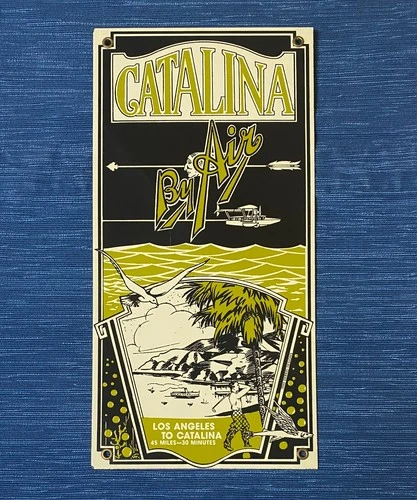 CATALINA
By Air
LOS ANGELES
TO CATALINA
45 MILES—30 MINUTES